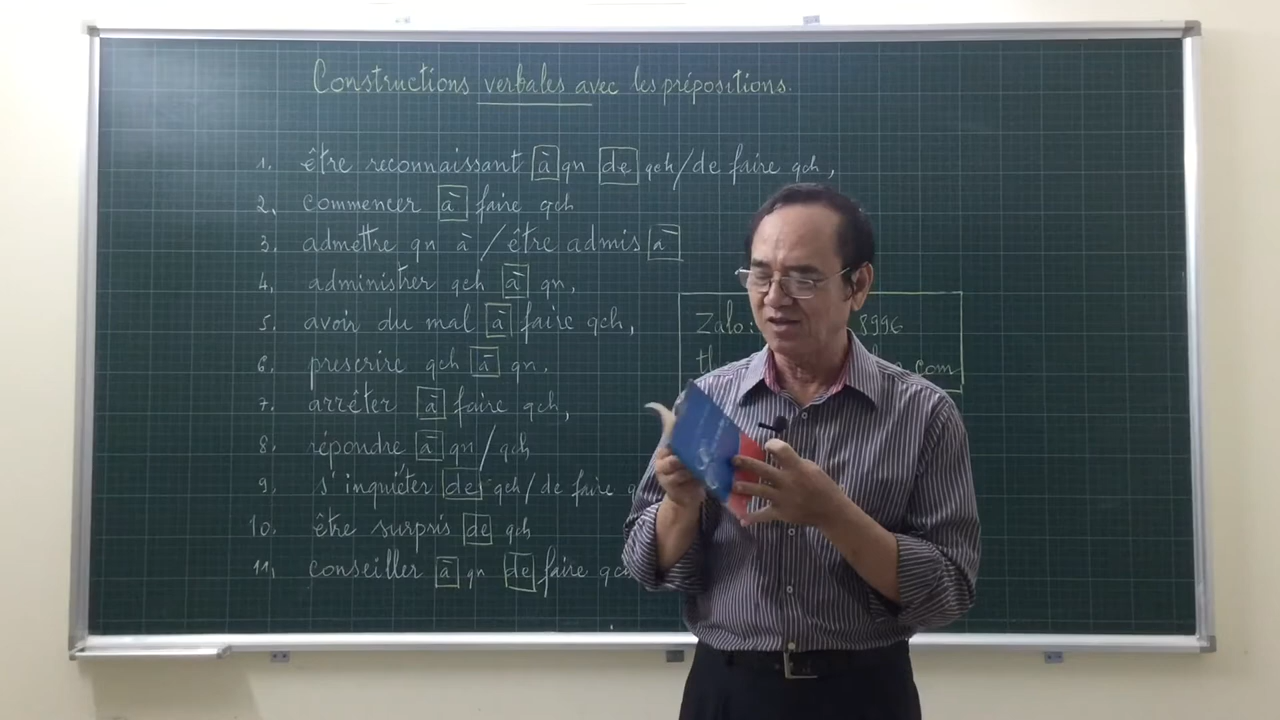 Constructions verbales avec les prépositions.
1. être reconnaissant à qn de qch/de faire qch,
2. commencer à faire qch
3. admettre qn à / être admis à
4. administrer qch à qn,
5. avoir du mal à faire qch,
6. prescrire qch à qn.
7. arrêter à faire qch,
8. répondre à qn/qch
9. s'inquiéter de qch/de faire
10. être surpris de qch
11. conseiller à qn de faire qch
Zalo: 8996
.com